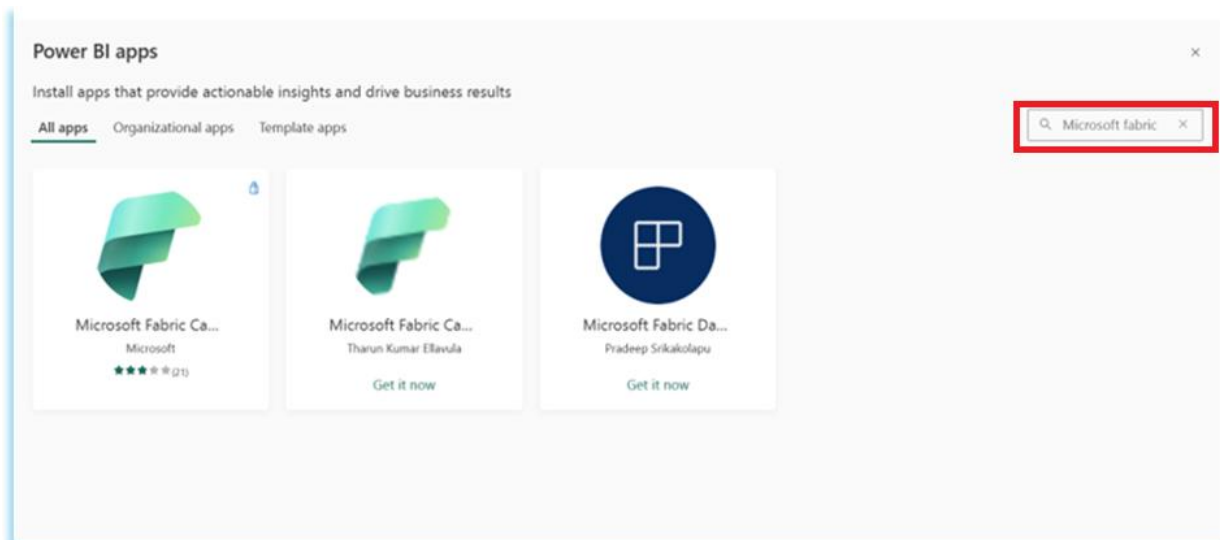 Power BI apps
Install apps that provide actionable insights and drive business results
All apps Organizational apps Template apps
Microsoft fabric
Microsoft Fabric Ca...
Microsoft
(21)
Microsoft Fabric Ca...
Tharun Kumar Ellavula
Get it now
Microsoft Fabric Da...
Pradeep Srikakolapu
Get it now